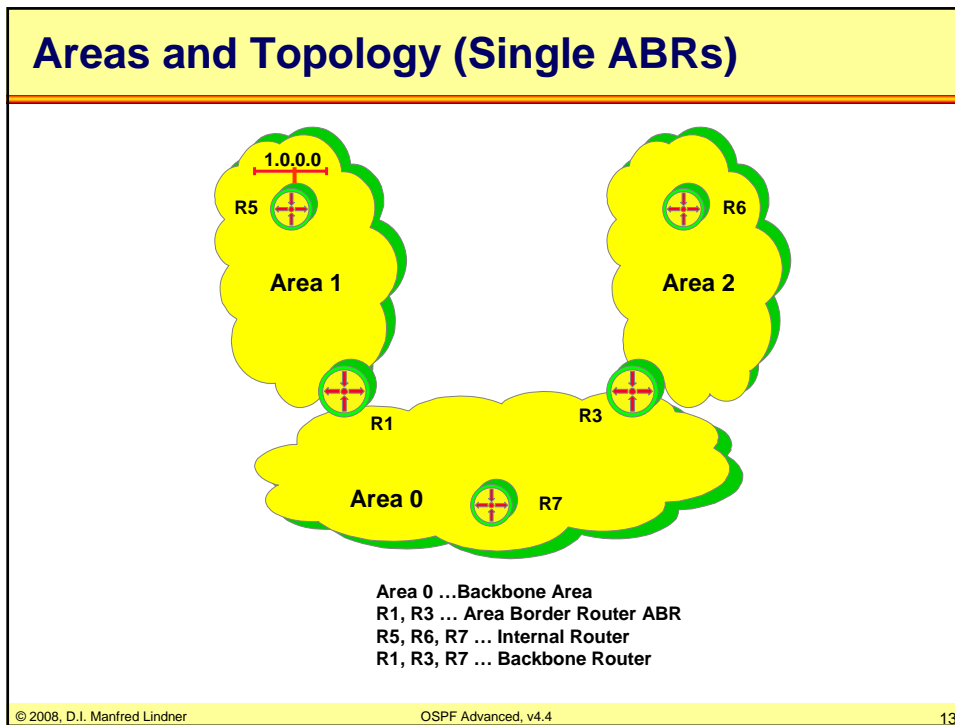 Areas and Topology (Single ABRs)
1.0.0.0
R5
R6
Area 1
Area 2
R1
R3
Area 0
R7
Area 0 …Backbone Area
R1, R3 … Area Border Router ABR
R5, R6, R7 … Internal Router
R1, R3, R7 … Backbone Router
© 2008, D.I. Manfred Lindner
OSPF Advanced, v4.4
13